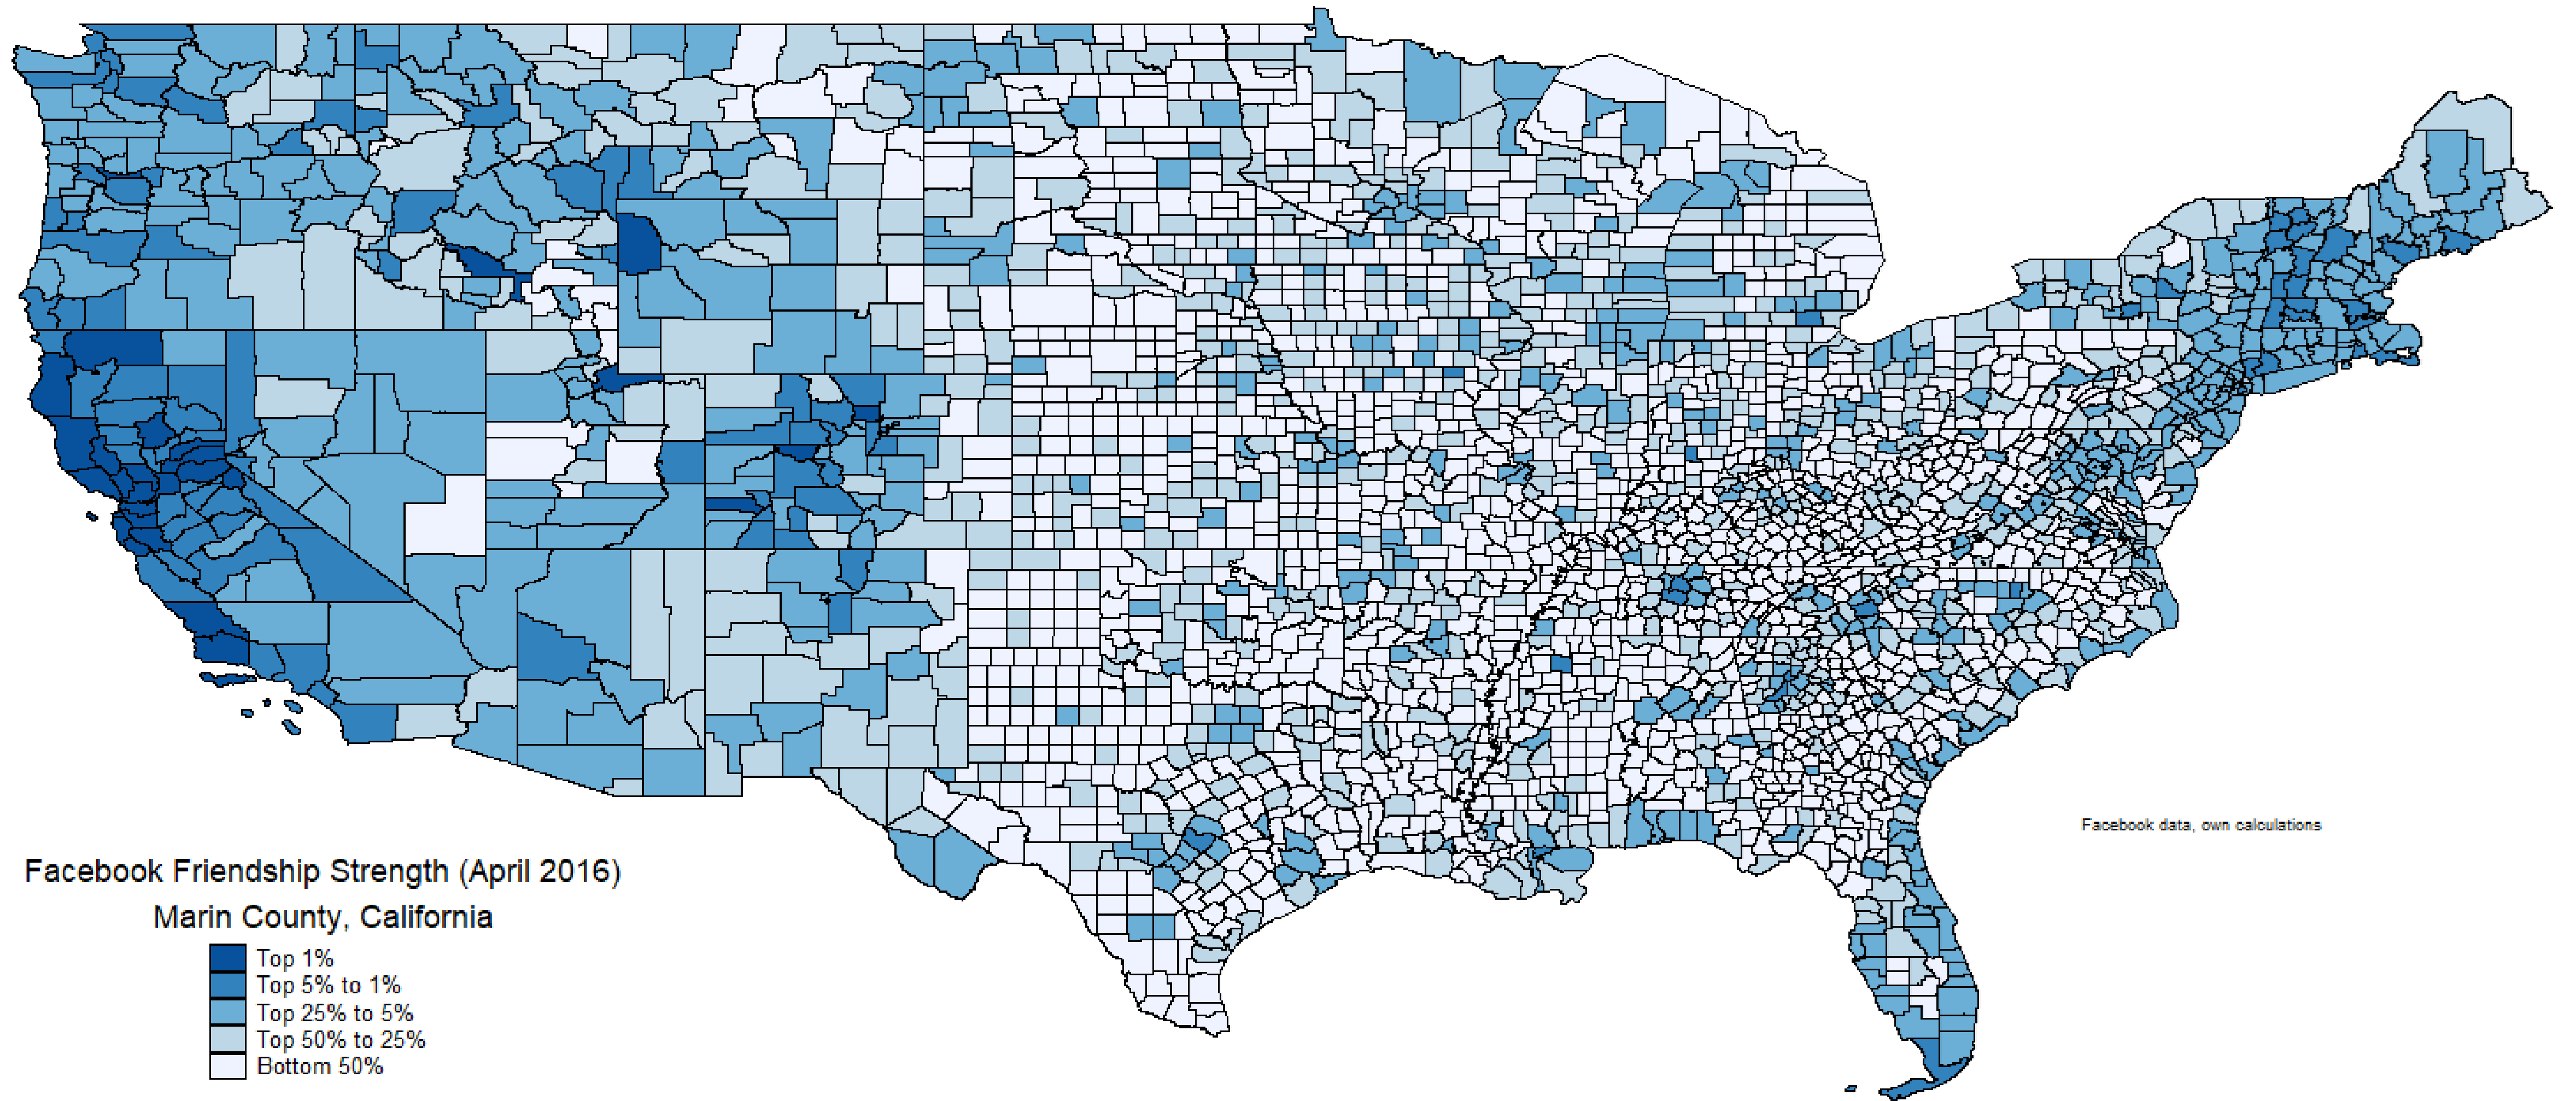 Facebook data, own calculations
Facebook Friendship Strength (April 2016)
Marin County, California
Top 1%
Top 5% to 1%
Top 25% to 5%
Top 50% to 25%
Bottom 50%